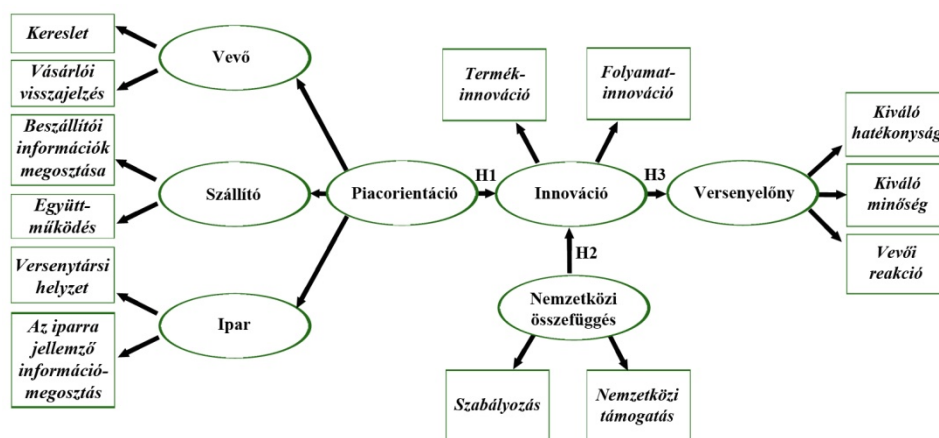 Kereslet
Vásárlói
visszajelzés
Beszállítói
információk
megosztása
Együtt-
működés
Versenytársi
helyzet
Az iparra
jellemző
információ-
megosztás
Vevő
Szállító
Ipar
Piacorientáció
H1
Termék-
innováció
Folyamat-
innováció
Innováció
H2
Nemzetközi
összefüggés
Szabályozás
Nemzetközi
támogatás
H3
Versenyelőny
Kiváló
hatékonyság
Kiváló
minőség
Vevői
reakció